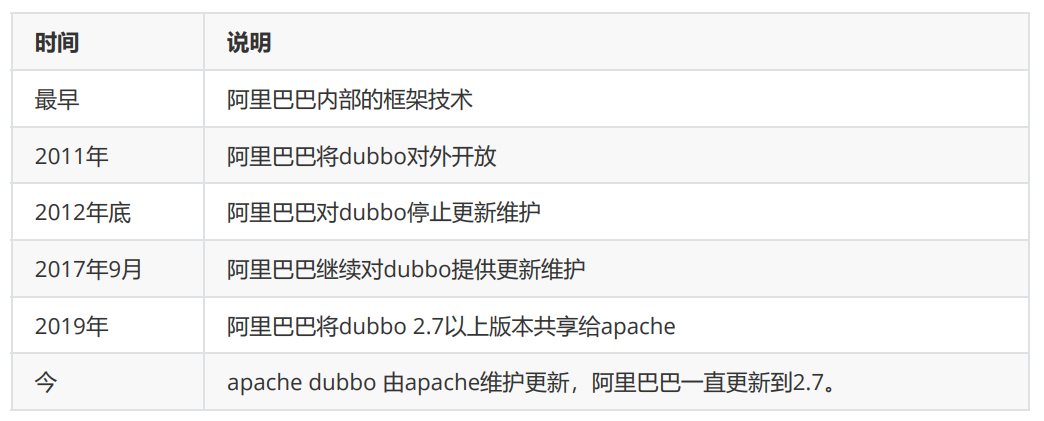 时间 说明
最早 阿里巴巴内部的框架技术
2011年 阿里巴巴将dubbo对外开放
2012年底 阿里巴巴对dubbo停止更新维护
2017年9月 阿里巴巴继续对dubbo提供更新维护
2019年 阿里巴巴将dubbo 2.7以上版本共享给apache
今 apache dubbo 由apache维护更新，阿里巴巴一直更新到2.7。